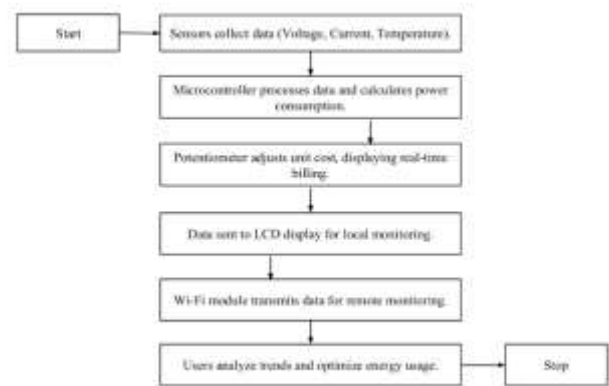 Start
Sensors collect data (Voltage, Current, Temperature).
Microcontroller processes data and calculates power
consumption.
Potentiometer adjusts unit cost, displaying real-time
billing.
Data sent to LCD display for local monitoring.
Wi-Fi module transmits data for remote monitoring.
Users analyze trends and optimize energy usage.
Stop